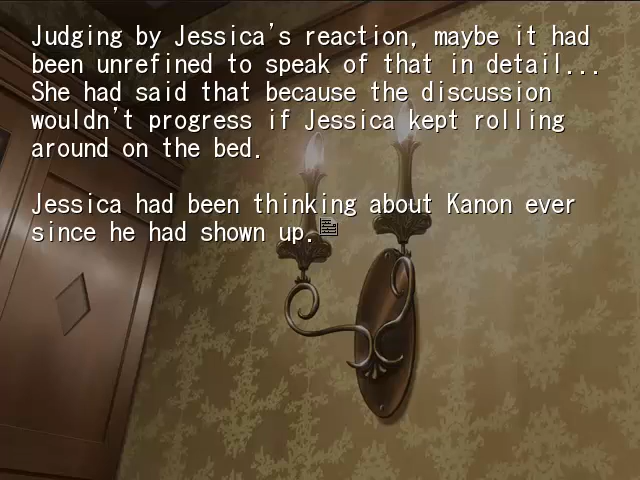 Judging by Jessica's reaction, maybe it had
been unrefined to speak of that in detail...
She had said that because the discussion
wouldn't progress if Jessica kept rolling
around on the bed.
Jessica had been thinking about Kanon ever
since he had shown up.